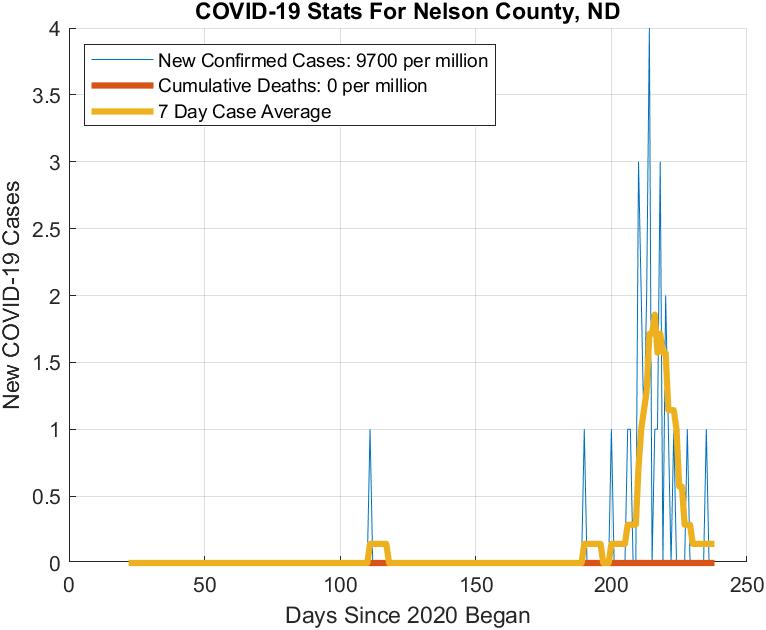 COVID-19 Stats For Nelson County, ND
New Confirmed Cases: 9700 per million
Cumulative Deaths: 0 per million
7 Day Case Average
New COVID-19 Cases
4
3.5
3
2.5
2
1.5
1
0.5
0
0 50 100 150 200 250
Days Since 2020 Began